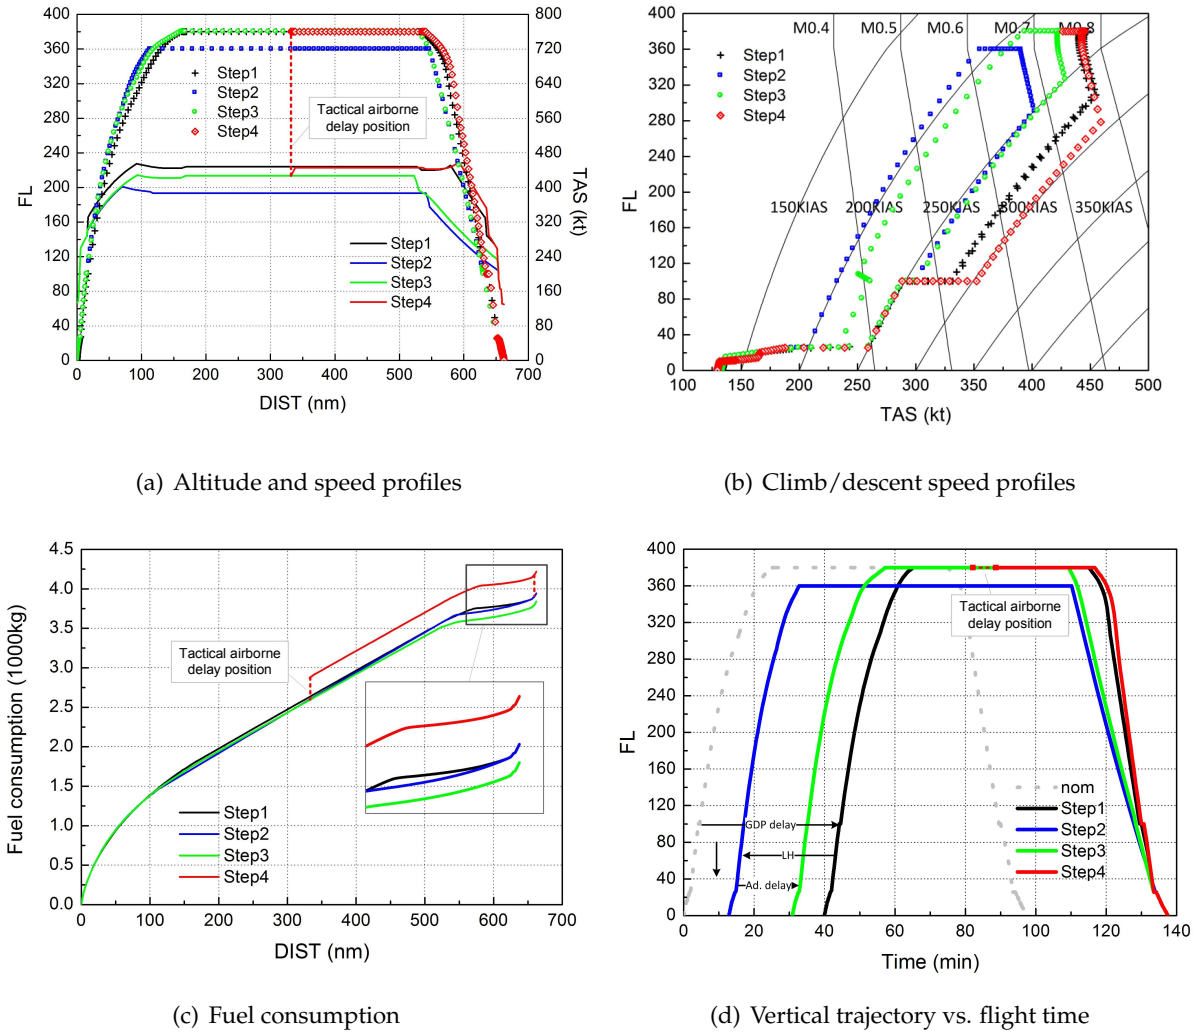 400
360
320
280
240
200
160
120
80
40
0
FL
800
720
640
560
480
400
320
240
160
80
0
TAS (kt)
Step1
Step2
Step3
Step4
Tactical airborne
delay position
Step1
Step2
Step3
Step4
0 100 200 300 400 500 600 700
DIST (nm)
(a) Altitude and speed profiles
400
360
320
280
240
200
160
120
80
40
0
FL
M0.4 M0.5 M0.6 M0.7 M0.8
Step1
Step2
Step3
Step4
150KIAS 200KIAS 250KIAS 300KIAS 350KIAS
100 150 200 250 300 350 400 450 500
TAS (kt)
(b) Climb/descent speed profiles
4.5
4.0
3.5
3.0
2.5
2.0
1.5
1.0
0.5
0.0
Fuel consumption (1000kg)
Tactical airborne
delay position
Step1
Step2
Step3
Step4
0 100 200 300 400 500 600 700
DIST (nm)
(c) Fuel consumption
400
360
320
280
240
200
160
120
80
40
0
FL
Tactical airborne
delay position
nom
Step1
Step2
Step3
Step4
GDP delay
LH
Ad. delay
0 20 40 60 80 100 120 140
Time (min)
(d) Vertical trajectory vs. flight time